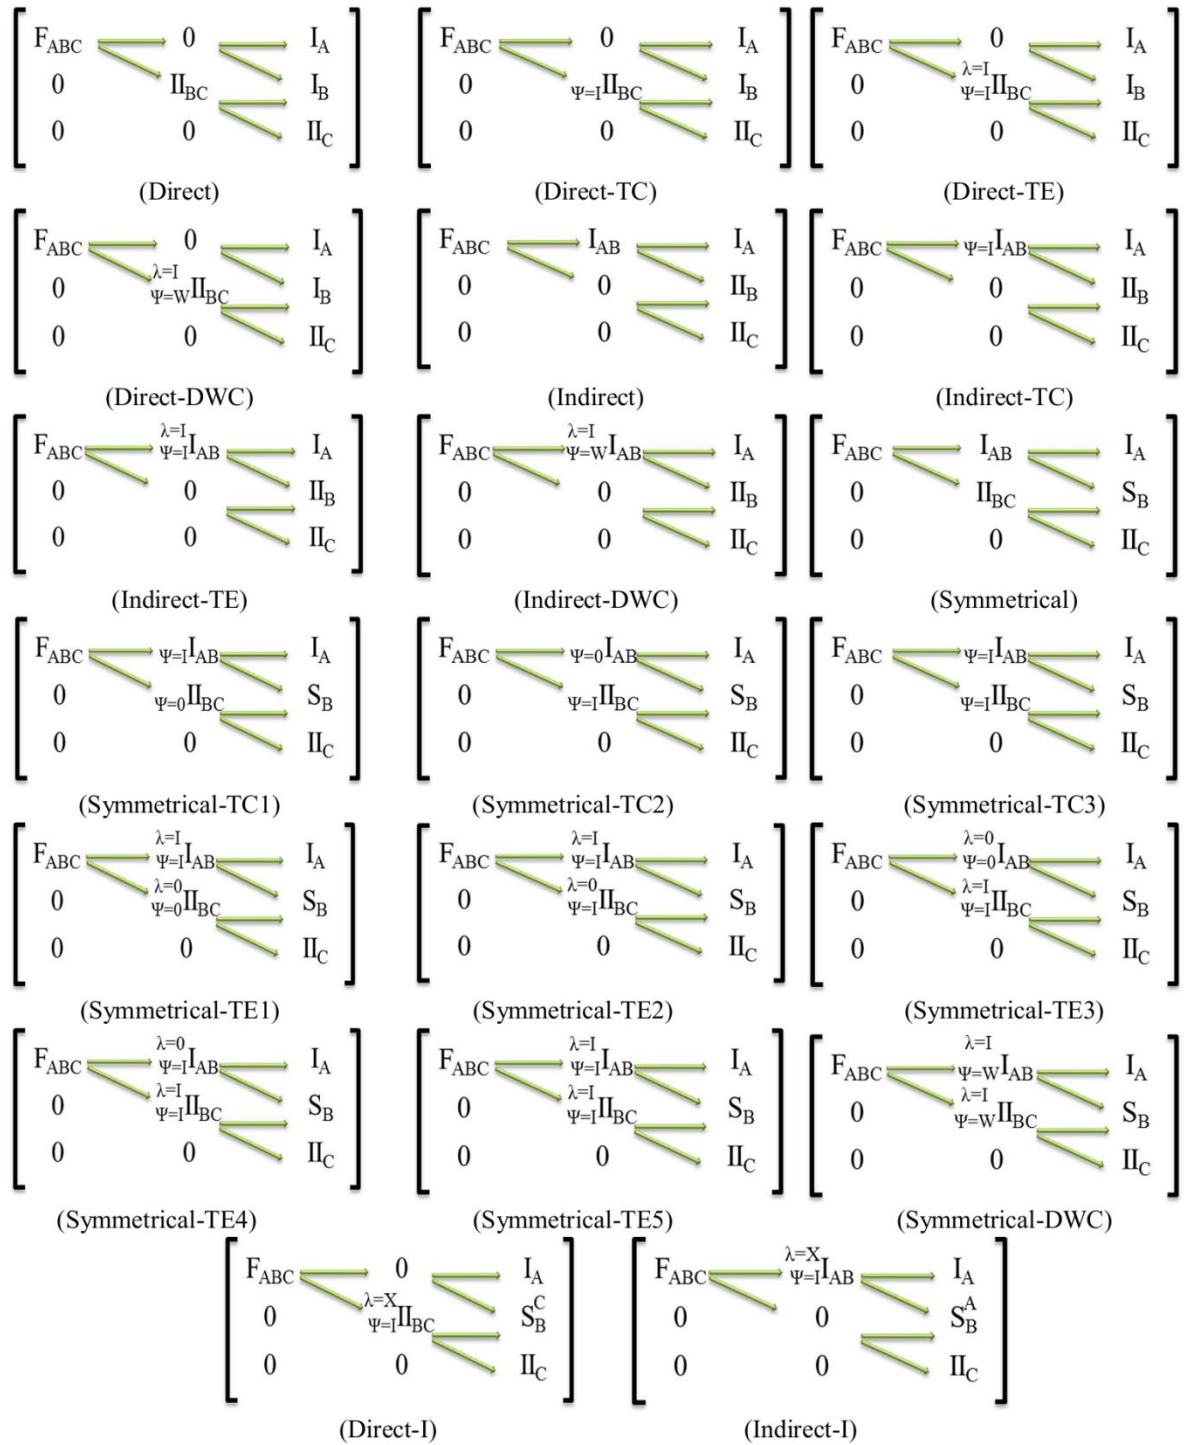 F_ABC 0 I_A F_ABC 0 I_A F_ABC 0 I_A
0 II_BC I_B 0 Ψ=I II_BC I_B 0 λ=I Ψ=I II_BC I_B
0 0 II_C 0 0 II_C 0 0 II_C
(Direct) (Direct-TC) (Direct-TE)
F_ABC 0 I_A F_ABC I_AB I_A F_ABC Ψ=I I_AB I_A
0 λ=I Ψ=W II_BC I_B 0 0 II_B 0 0 II_B
0 0 II_C 0 0 II_C 0 0 II_C
(Direct-DWC) (Indirect) (Indirect-TC)
F_ABC λ=I Ψ=I I_AB I_A F_ABC λ=I Ψ=W I_AB I_A F_ABC I_AB I_A
0 0 II_B 0 0 II_B 0 II_BC S_B
0 0 II_C 0 0 II_C 0 0 II_C
(Indirect-TE) (Indirect-DWC) (Symmetrical)
F_ABC Ψ=I I_AB I_A F_ABC Ψ=0 I_AB I_A F_ABC Ψ=I I_AB I_A
0 Ψ=0 II_BC S_B 0 Ψ=I II_BC S_B 0 Ψ=I II_BC S_B
0 0 II_C 0 0 II_C 0 0 II_C
(Symmetrical-TC1) (Symmetrical-TC2) (Symmetrical-TC3)
F_ABC λ=I Ψ=I I_AB I_A F_ABC λ=I Ψ=I I_AB I_A F_ABC λ=0 Ψ=0 I_AB I_A
0 λ=0 Ψ=0 II_BC S_B 0 λ=0 Ψ=I II_BC S_B 0 λ=I Ψ=I II_BC S_B
0 0 II_C 0 0 II_C 0 0 II_C
(Symmetrical-TE1) (Symmetrical-TE2) (Symmetrical-TE3)
F_ABC λ=0 Ψ=I I_AB I_A F_ABC λ=I Ψ=I I_AB I_A F_ABC λ=I Ψ=W I_AB I_A
0 λ=I Ψ=I II_BC S_B 0 λ=I Ψ=I II_BC S_B 0 λ=I Ψ=W II_BC S_B
0 0 II_C 0 0 II_C 0 0 II_C
(Symmetrical-TE4) (Symmetrical-TE5) (Symmetrical-DWC)
F_ABC 0 I_A F_ABC λ=X Ψ=I I_AB I_A
0 λ=X Ψ=I II_BC S_B^C 0 0 S_B^A
0 0 II_C 0 0 II_C
(Direct-I) (Indirect-I)